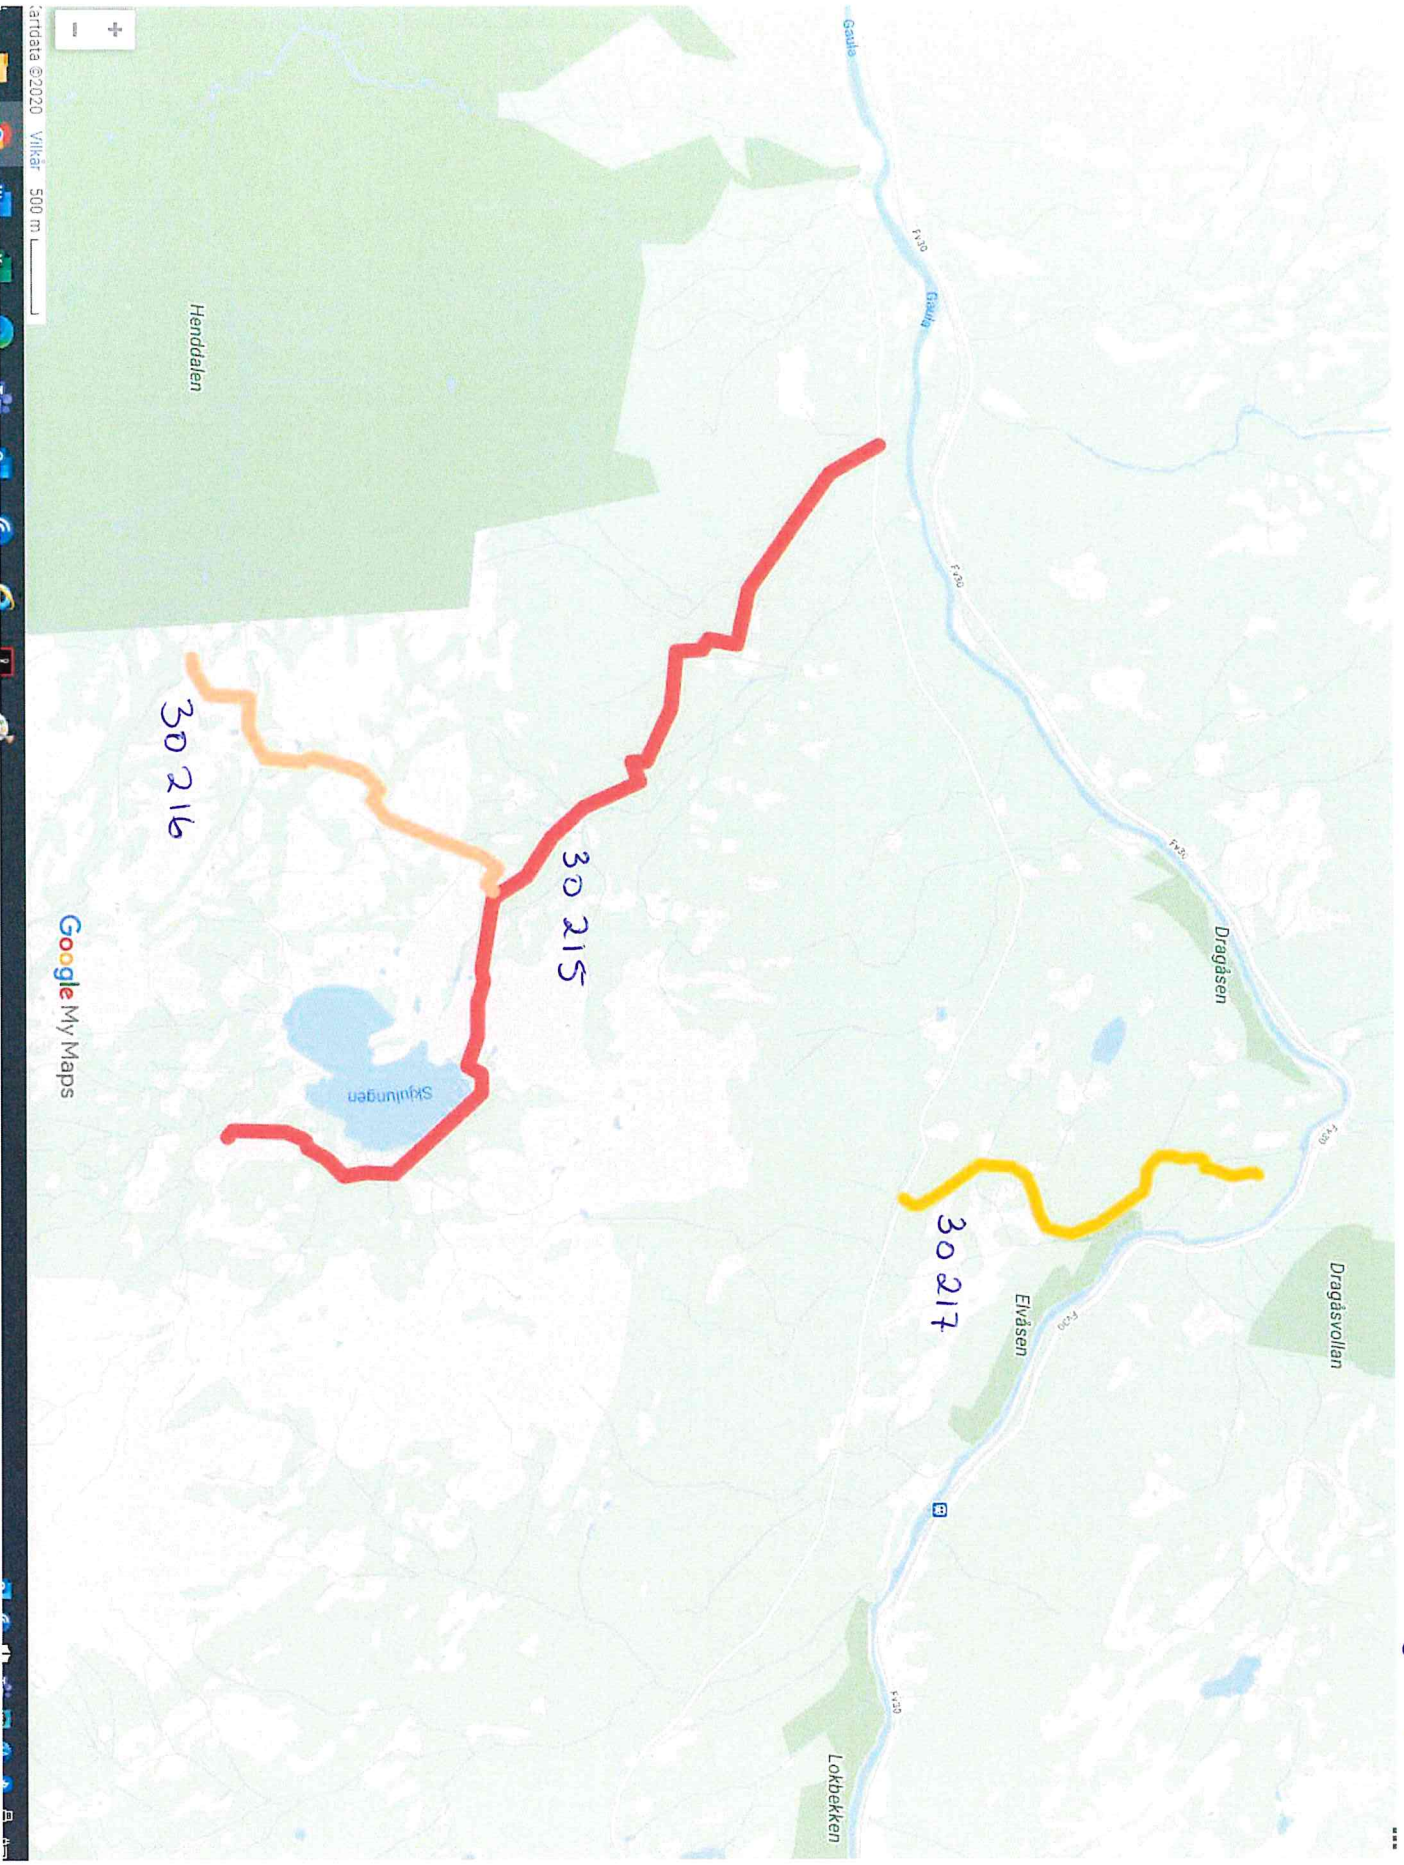 Gaula
Fv30
Gaula
Fv30
Fv30
Dragåsen
Fv30
Dragåsvollan
Elvåsen
Fv30
Fv30
Lokbekken
30 217
30 215
30 216
Skjulungen
Henddalen
Google My Maps
+
−
artdata ©2020 Vilkår 500 m